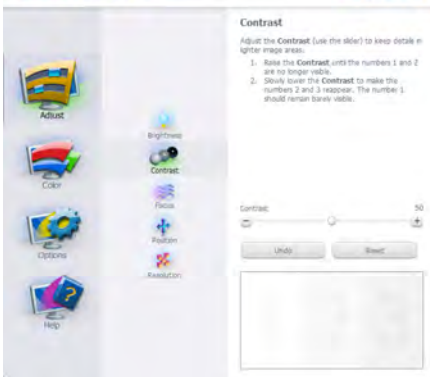 Contrast
Adjust the Contrast (use the slider) to keep details in
lighter image areas.
1. Raise the Contrast until the numbers 1 and 2
are no longer visible.
2. Slowly lower the Contrast to make the
numbers 2 and 3 reappear. The number 1
should remain barely visible.
Adjust
Color
Options
Help
Brightness
Contrast
Focus
Position
Resolution
Contrast: 50
Undo
Reset